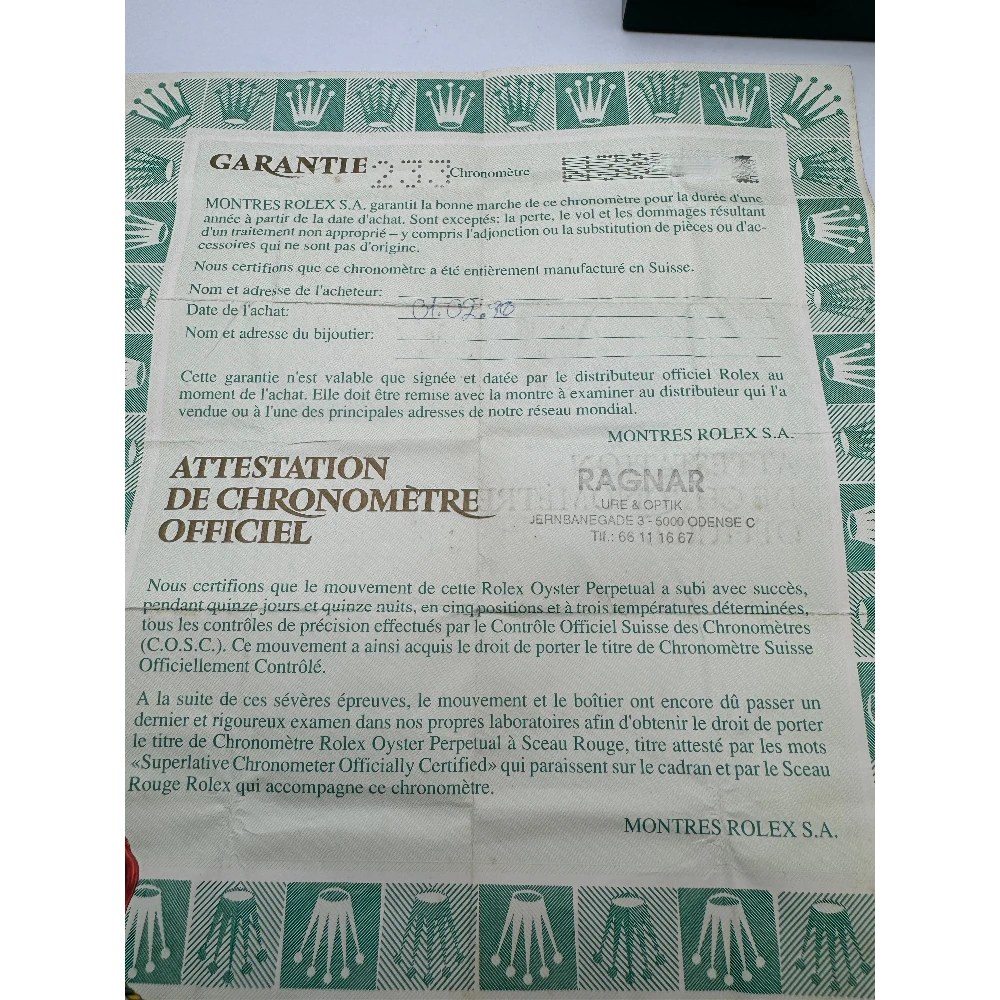 GARANTIE 233 Chronomètre
MONTRES ROLEX S.A. garantit la bonne marche de ce chronomètre pour la durée d'une
année à partir de la date d'achat. Sont exceptés: la perte, le vol et les dommages résultant
d'un traitement non approprié – y compris l'adjonction ou la substitution de pièces ou d'ac-
cessoires qui ne sont pas d'origine.
Nous certifions que ce chronomètre a été entièrement manufacturé en Suisse.
Nom et adresse de l'acheteur:
Date de l'achat: 01.02.
Nom et adresse du bijoutier:
Cette garantie n'est valable que signée et datée par le distributeur officiel Rolex au
moment de l'achat. Elle doit être remise avec la montre à examiner au distributeur qui l'a
vendue ou à l'une des principales adresses de notre réseau mondial.
MONTRES ROLEX S.A.
ATTESTATION
DE CHRONOMÈTRE
OFFICIEL
RAGNAR
URE & OPTIK
JERNBANEGADE 3 - 5000 ODENSE C
Tlf.: 66 11 16 67
Nous certifions que le mouvement de cette Rolex Oyster Perpetual a subi avec succès,
pendant quinze jours et quinze nuits, en cinq positions et à trois températures déterminées,
tous les contrôles de précision effectués par le Contrôle Officiel Suisse des Chronomètres
(C.O.S.C.). Ce mouvement a ainsi acquis le droit de porter le titre de Chronomètre Suisse
Officiellement Contrôlé.
A la suite de ces sévères épreuves, le mouvement et le boîtier ont encore dû passer un
dernier et rigoureux examen dans nos propres laboratoires afin d'obtenir le droit de porter
le titre de Chronomètre Rolex Oyster Perpetual à Sceau Rouge, titre attesté par les mots
«Superlative Chronometer Officially Certified» qui paraissent sur le cadran et par le Sceau
Rouge Rolex qui accompagne ce chronomètre.
MONTRES ROLEX S.A.